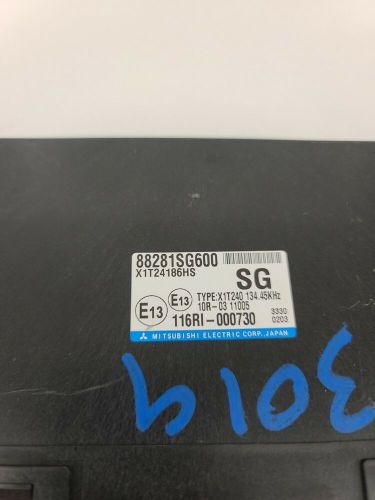 88281SG600
X1T24186HS
SG
E13
E13
TYPE:X1T240 134.45KHz
10R-03 11005
116RI-000730
3330
0203
MITSUBISHI ELECTRIC CORP.,JAPAN
3019